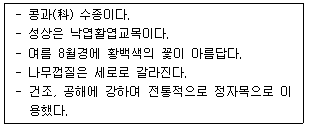 - 콩과(科) 수종이다.
- 성상은 낙엽활엽교목이다.
- 여름 8월경에 황백색의 꽃이 아름답다.
- 나무껍질은 세로로 갈라진다.
- 건조, 공해에 강하며 전통적으로 정자목으로 이
용했다.